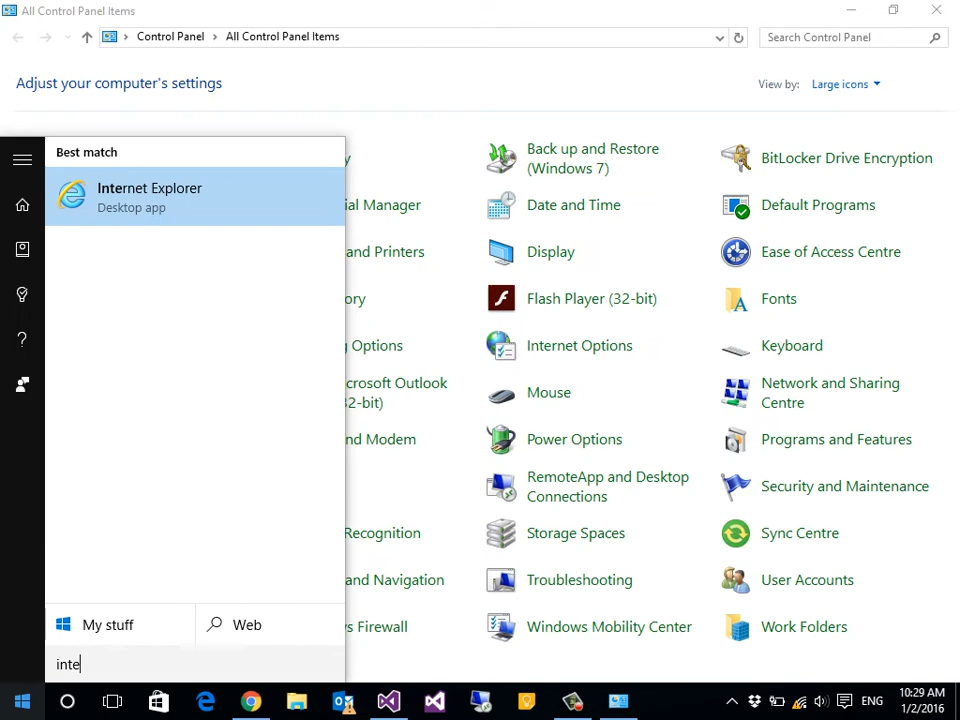 All Control Panel Items
Control Panel > All Control Panel Items
Search Control Panel
Adjust your computer's settings
View by: Large icons
Best match
Internet Explorer
Desktop app
My stuff
Web
inte
y
ial Manager
and Printers
ory
g Options
crosoft Outlook
32-bit)
nd Modem
Recognition
and Navigation
s Firewall
Back up and Restore
(Windows 7)
Date and Time
Display
Flash Player (32-bit)
Internet Options
Mouse
Power Options
RemoteApp and Desktop
Connections
Storage Spaces
Troubleshooting
Windows Mobility Center
BitLocker Drive Encryption
Default Programs
Ease of Access Centre
Fonts
Keyboard
Network and Sharing
Centre
Programs and Features
Security and Maintenance
Sync Centre
User Accounts
Work Folders
ENG
10:29 AM
1/2/2016